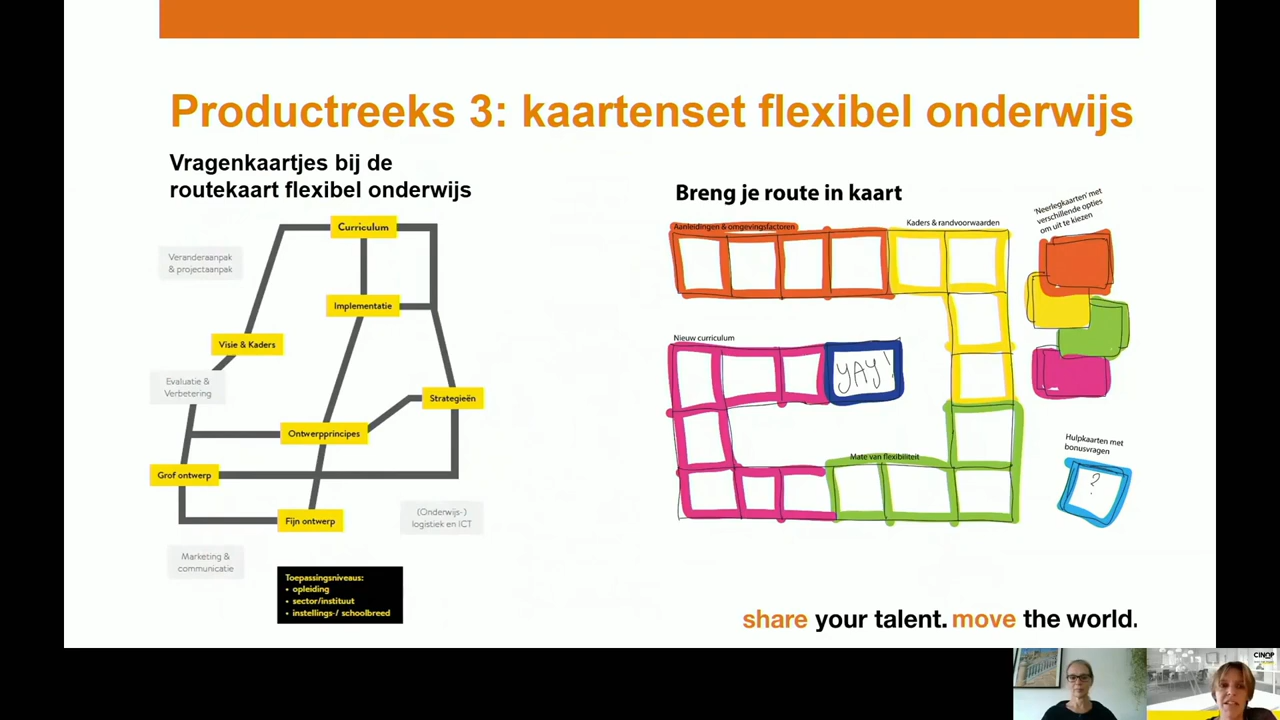 Productreeks 3: kaartenset flexibel onderwijs
Vragenkaartjes bij de
routekaart flexibel onderwijs
Curriculum
Veranderaanpak
& projectaanpak
Implementatie
Visie & Kaders
Evaluatie &
Verbetering
Strategieën
Ontwerpprincipes
Grof ontwerp
Fijn ontwerp
(Onderwijs-)
logistiek en ICT
Marketing &
communicatie
Toepassingsniveaus:
• opleiding
• sector/instituut
• instellings-/ schoolbreed
Breng je route in kaart
Aanleidingen & omgevingsfactoren
Kaders & randvoorwaarden
'Neerlegkaarten' met
verschillende opties
om uit te kiezen
Nieuw curriculum
YAY!
Mate van flexibiliteit
Hulpkaarten met
bonusvragen
?
share your talent. move the world.
CINOP